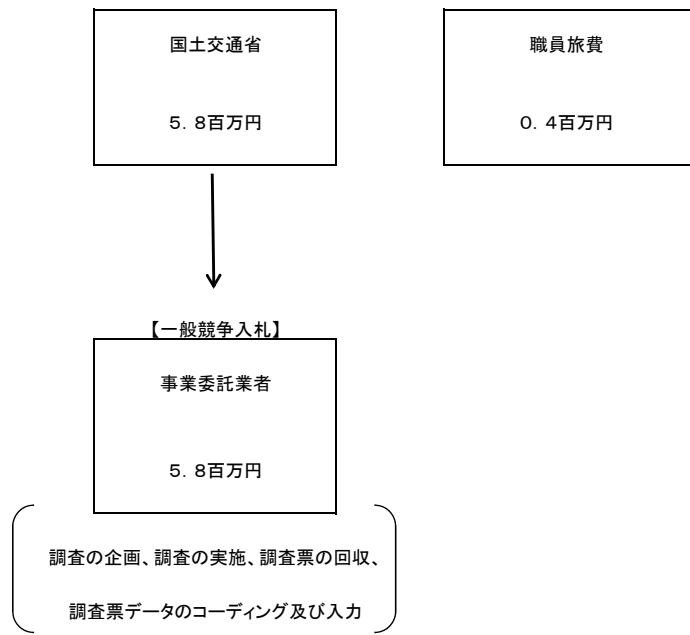 国土交通省
5．8百万円
職員旅費
0．4百万円
【一般競争入札】
事業委託業者
5．8百万円
調査の企画、調査の実施、調査票の回収、
調査票データのコーディング及び入力